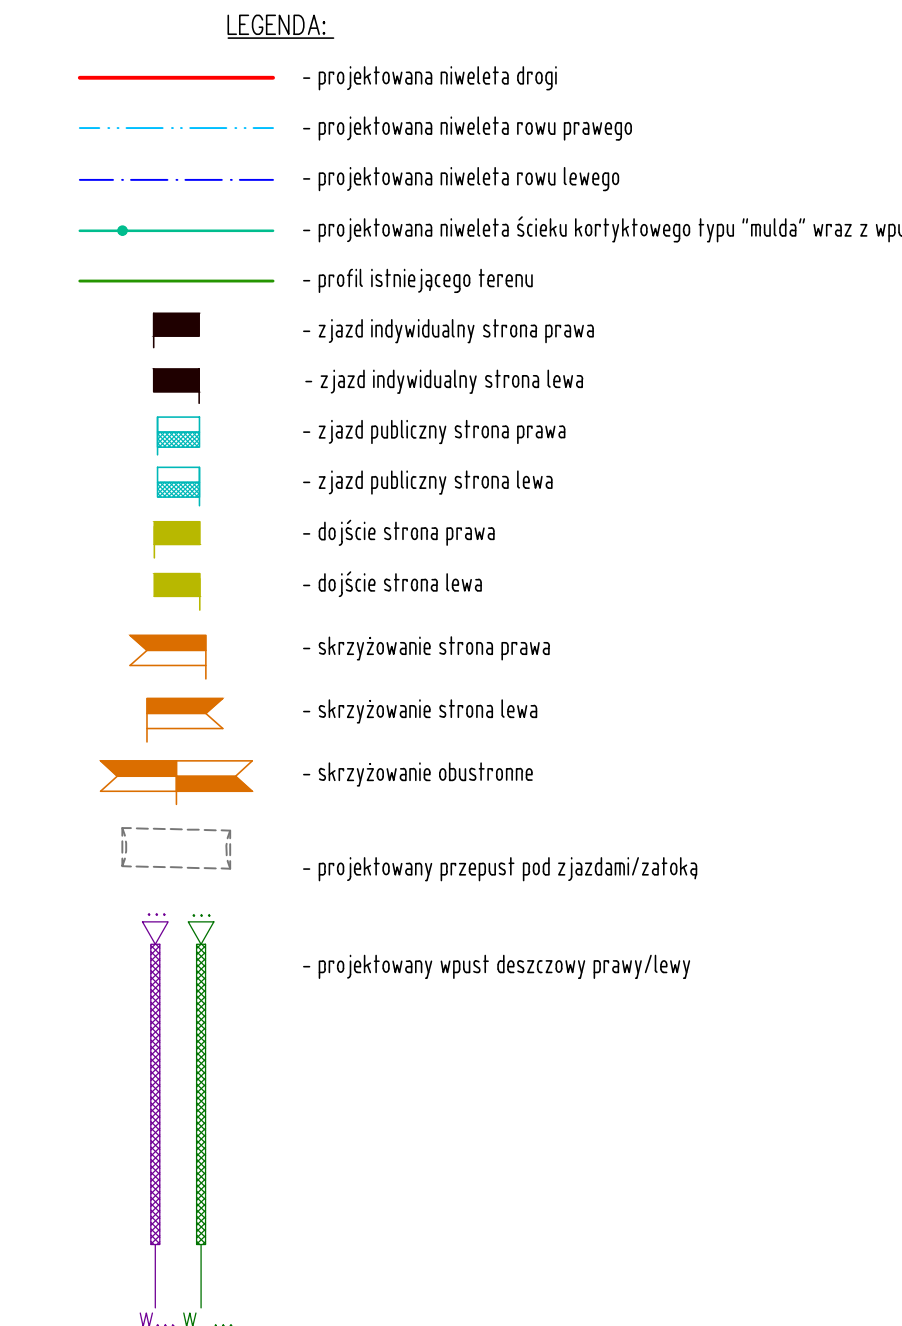 LEGENDA:
- projektowana niweleta drogi
- projektowana niweleta rowu prawego
- projektowana niweleta rowu lewego
- projektowana niweleta ścieku kortyktowego typu "mulda" wraz z
- profil istniejącego terenu
- zjazd indywidualny strona prawa
- zjazd indywidualny strona lewa
- zjazd publiczny strona prawa
- zjazd publiczny strona lewa
- dojście strona prawa
- dojście strona lewa
- skrzyżowanie strona prawa
- skrzyżowanie strona lewa
- skrzyżowanie obustronne
- projektowany przepust pod zjazdami/zatoką
... ...
- projektowany wpust deszczowy prawy/lewy
W... W ...